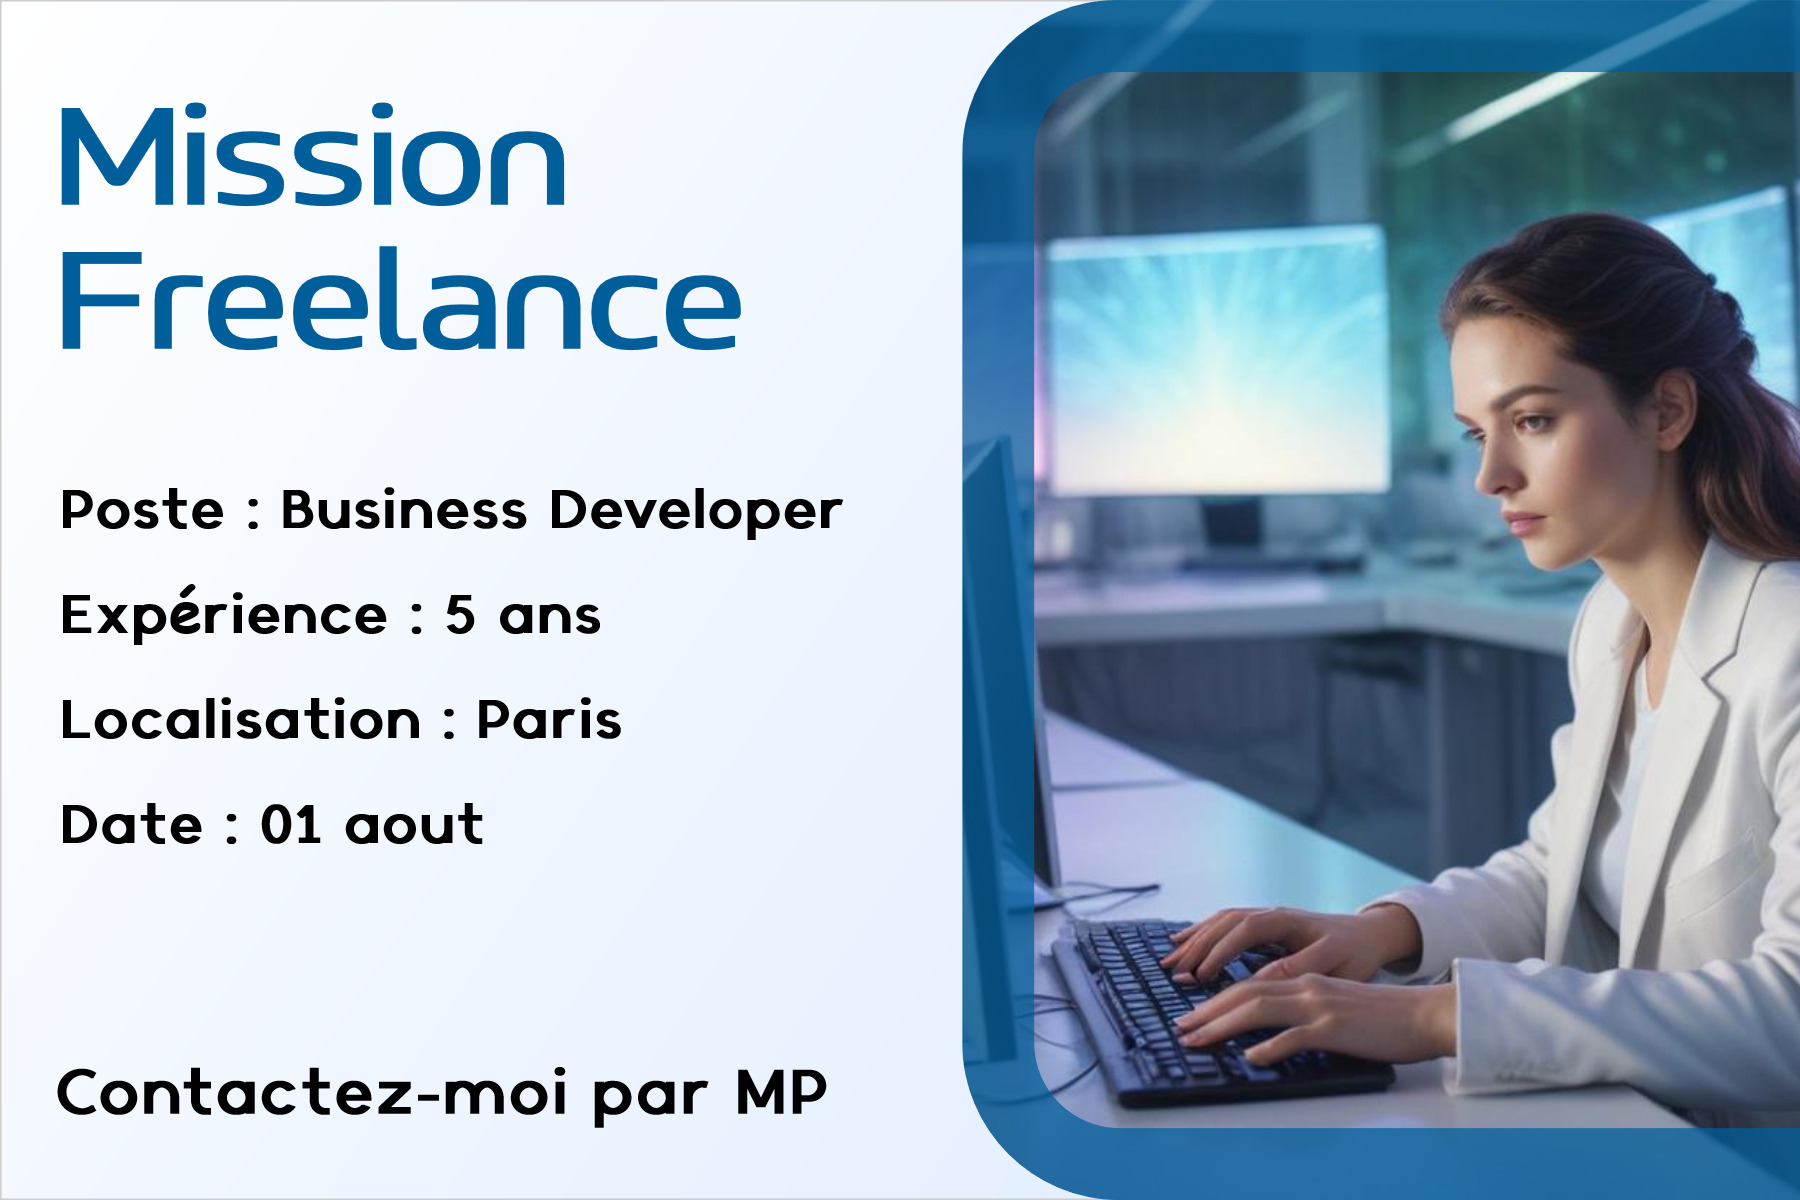 Mission
Freelance
Poste : Business Developer
Expérience : 5 ans
Localisation : Paris
Date : 01 aout
Contactez-moi par MP